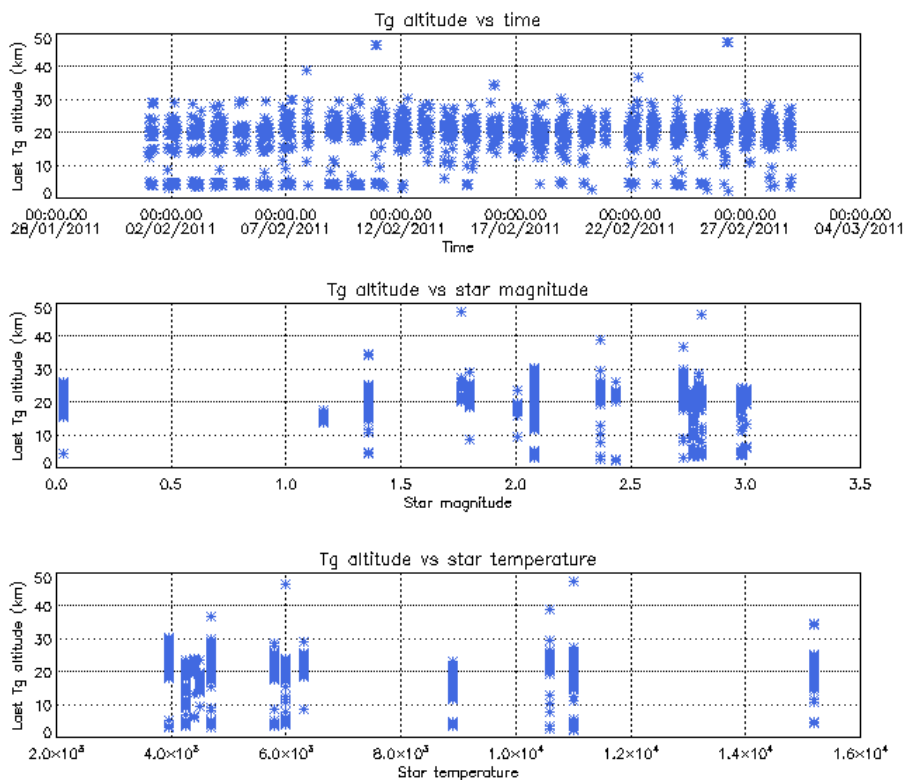 Tg altitude vs time
Last Tg altitude (km)
50
40
30
20
10
0
00:00.00 00:00.00 00:00.00 00:00.00 00:00.00 00:00.00 00:00.00 00:00.00
28/01/2011 02/02/2011 07/02/2011 12/02/2011 17/02/2011 22/02/2011 27/02/2011 04/03/2011
Time
Tg altitude vs star magnitude
Last Tg altitude (km)
50
40
30
20
10
0
0.0 0.5 1.0 1.5 2.0 2.5 3.0 3.5
Star magnitude
Tg altitude vs star temperature
Last Tg altitude (km)
50
40
30
20
10
0
2.0×10³ 4.0×10³ 6.0×10³ 8.0×10³ 1.0×10⁴ 1.2×10⁴ 1.4×10⁴ 1.6×10⁴
Star temperature